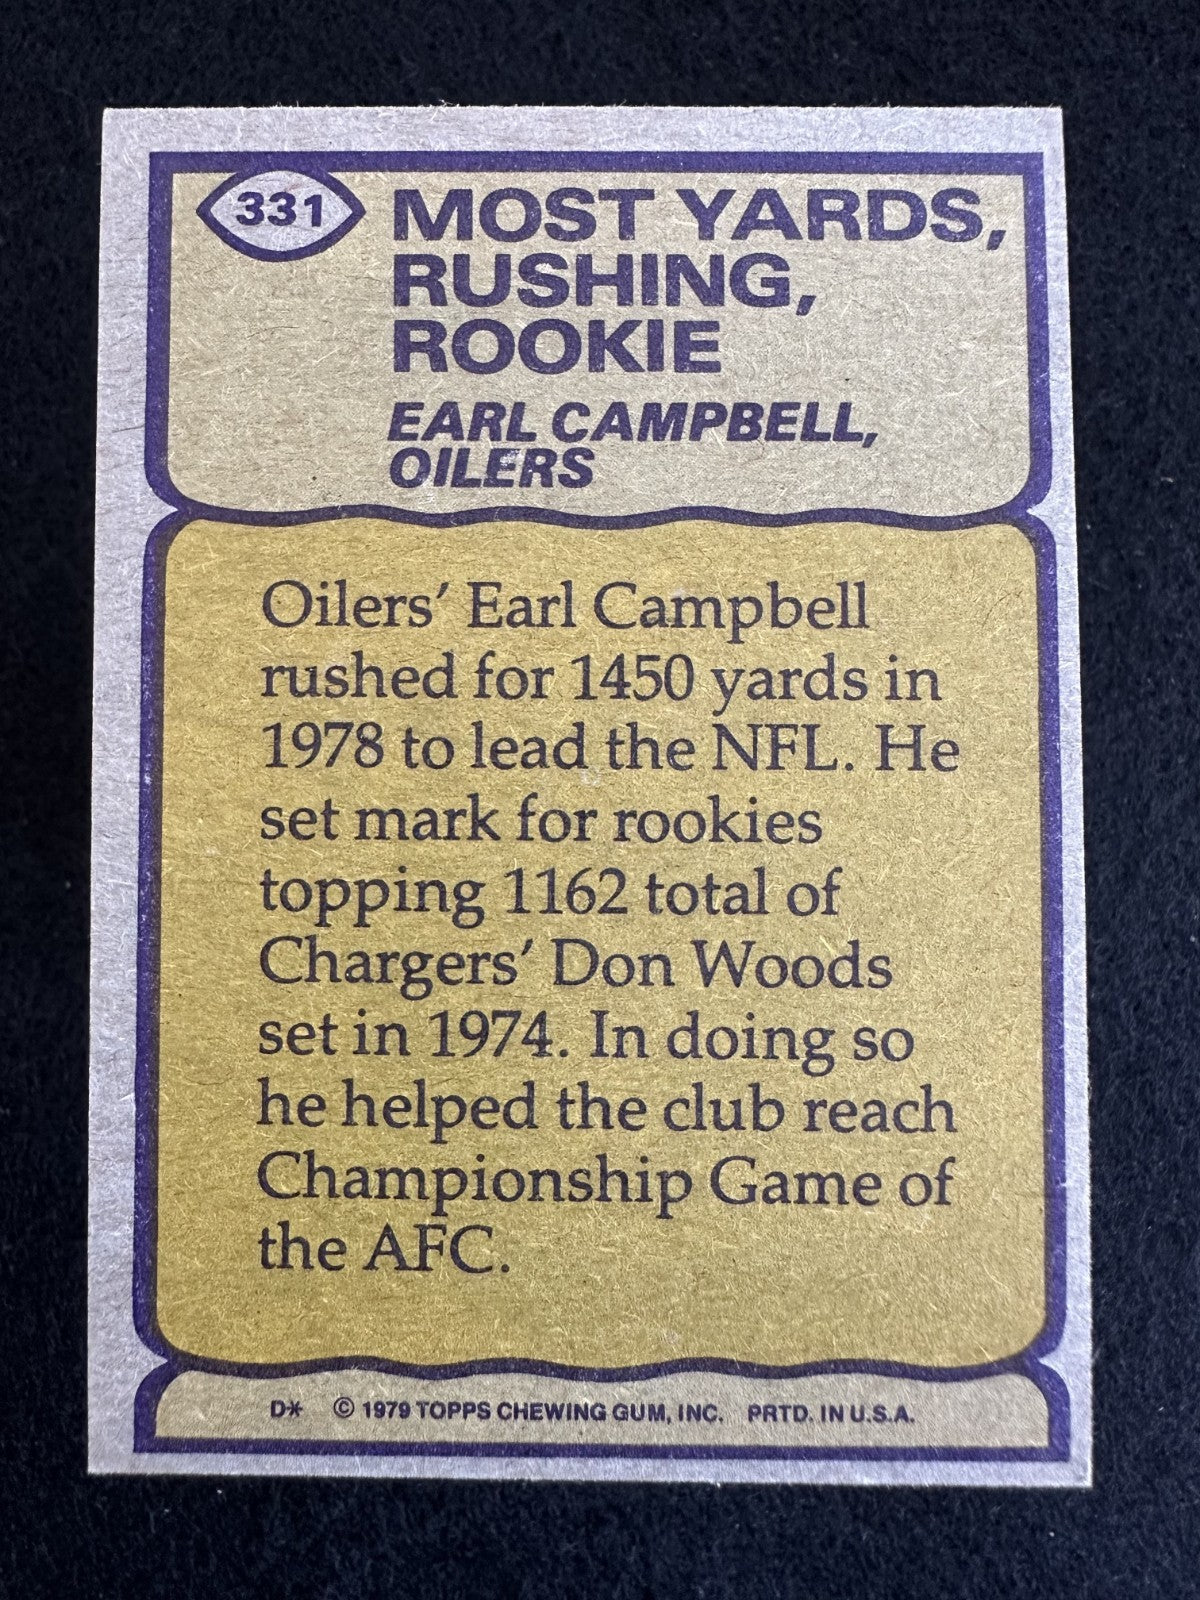 331
MOST YARDS,
RUSHING,
ROOKIE
EARL CAMPBELL,
OILERS
Oilers’ Earl Campbell
rushed for 1450 yards in
1978 to lead the NFL. He
set mark for rookies
topping 1162 total of
Chargers’ Don Woods
set in 1974. In doing so
he helped the club reach
Championship Game of
the AFC.
D* © 1979 TOPPS CHEWING GUM, INC. PRTD. IN U.S.A.